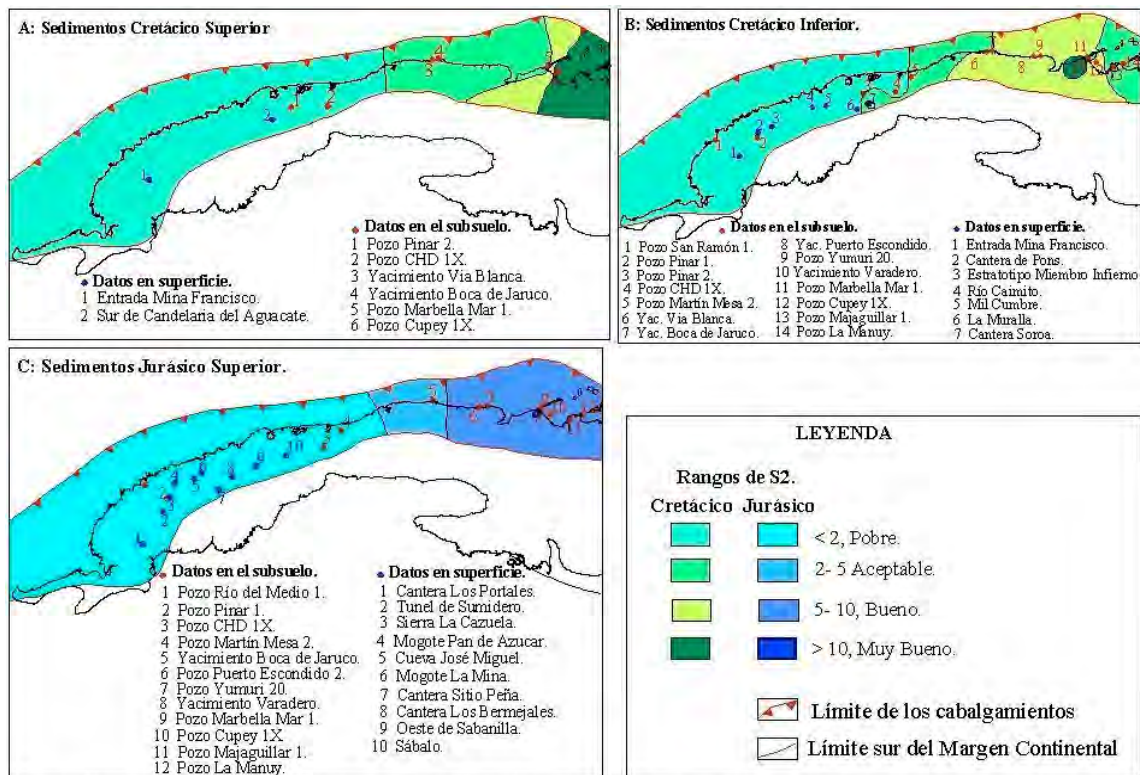 A: Sedimentos Cretácico Superior
Datos en el subsuelo.
1 Pozo Pinar 2.
2 Pozo CHD 1X.
3 Yacimiento Via Blanca.
4 Yacimiento Boca de Jaruco.
5 Pozo Marbella Mar 1.
6 Pozo Cupey 1X.
Datos en superficie.
1 Entrada Mina Francisco.
2 Sur de Candelaria del Aguacate.
B: Sedimentos Cretácico Inferior.
Datos en el subsuelo.
1 Pozo San Ramón 1.
2 Pozo Pinar 1.
3 Pozo Pinar 2.
4 Pozo CHD 1X.
5 Pozo Martín Mesa 2.
6 Yac. Vía Blanca.
7 Yac. Boca de Jaruco.
8 Yac. Puerto Escondido.
9 Pozo Yumuri 20.
10 Yacimiento Varadero.
11 Pozo Marbella Mar 1.
12 Pozo Cupey 1X.
13 Pozo Majaguillar 1.
14 Pozo La Manuy.
Datos en superficie.
1 Entrada Mina Francisco.
2 Cantera de Pons.
3 Estratotipo Miembro Infierno
4 Río Caimito.
5 Mil Cumbre.
6 La Muralla.
7 Cantera Soroa.
C: Sedimentos Jurásico Superior.
Datos en el subsuelo.
1 Pozo Río del Medio 1.
2 Pozo Pinar 1.
3 Pozo CHD 1X.
4 Pozo Martín Mesa 2.
5 Yacimiento Boca de Jaruco.
6 Pozo Puerto Escondido 2.
7 Pozo Yumuri 20.
8 Yacimiento Varadero.
9 Pozo Marbella Mar 1.
10 Pozo Cupey 1X
11 Pozo Majaguillar 1.
12 Pozo La Manuy.
Datos en superficie.
1 Cantera Los Portales.
2 Tunel de Sumidero.
3 Sierra La Cazuela.
4 Mogote Pan de Azucar.
5 Cueva José Miguel.
6 Mogote La Mina.
7 Cantera Sitio Peña.
8 Cantera Los Bermejales.
9 Oeste de Sabanilla.
10 Sábalo.
LEYENDA
Rangos de S2.
Cretácico Jurásico
< 2, Pobre.
2- 5 Aceptable.
5- 10, Bueno.
> 10, Muy Bueno.
Límite de los cabalgamientos
Límite sur del Margen Continental